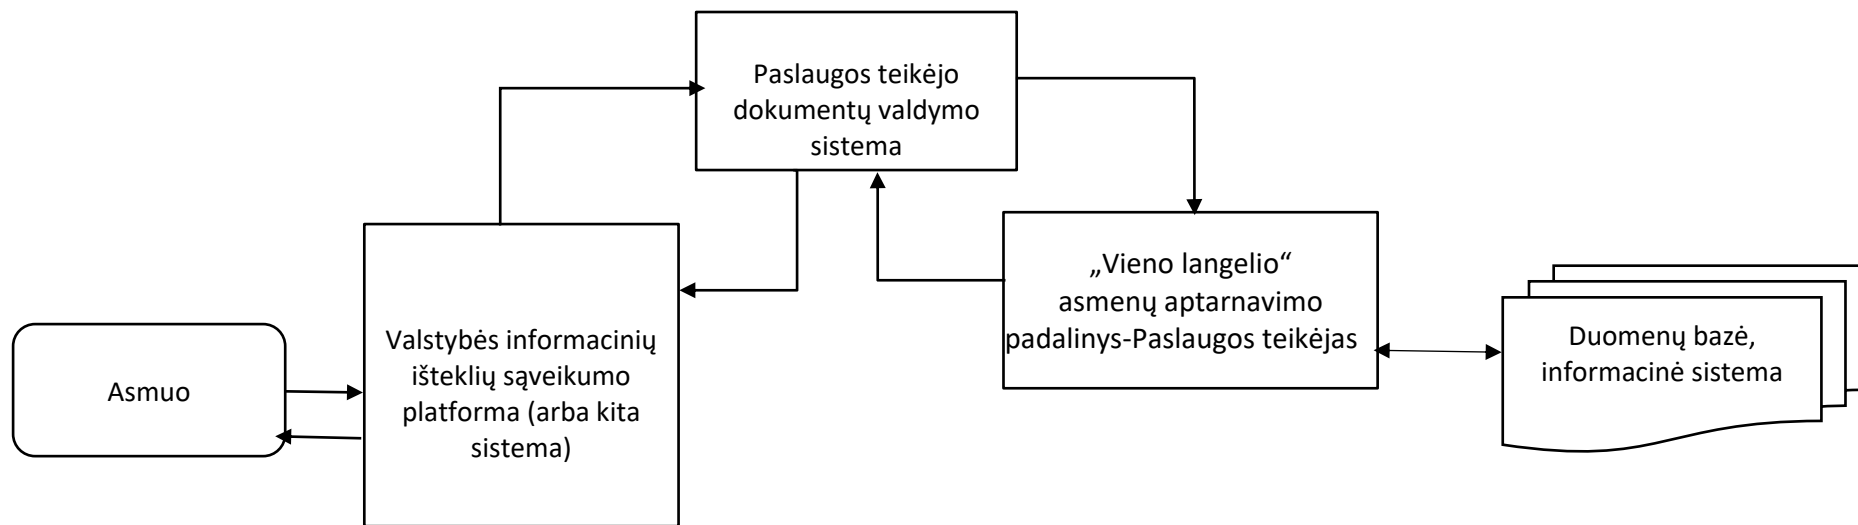 Paslaugos teikėjo
dokumentų valdymo
sistema
„Vieno langelio“
asmenų aptarnavimo
padalinys-Paslaugos teikėjas
Valstybės informacinių
išteklių sąveikumo
platforma (arba kita
sistema)
Asmuo
Duomenų bazė,
informacinė sistema